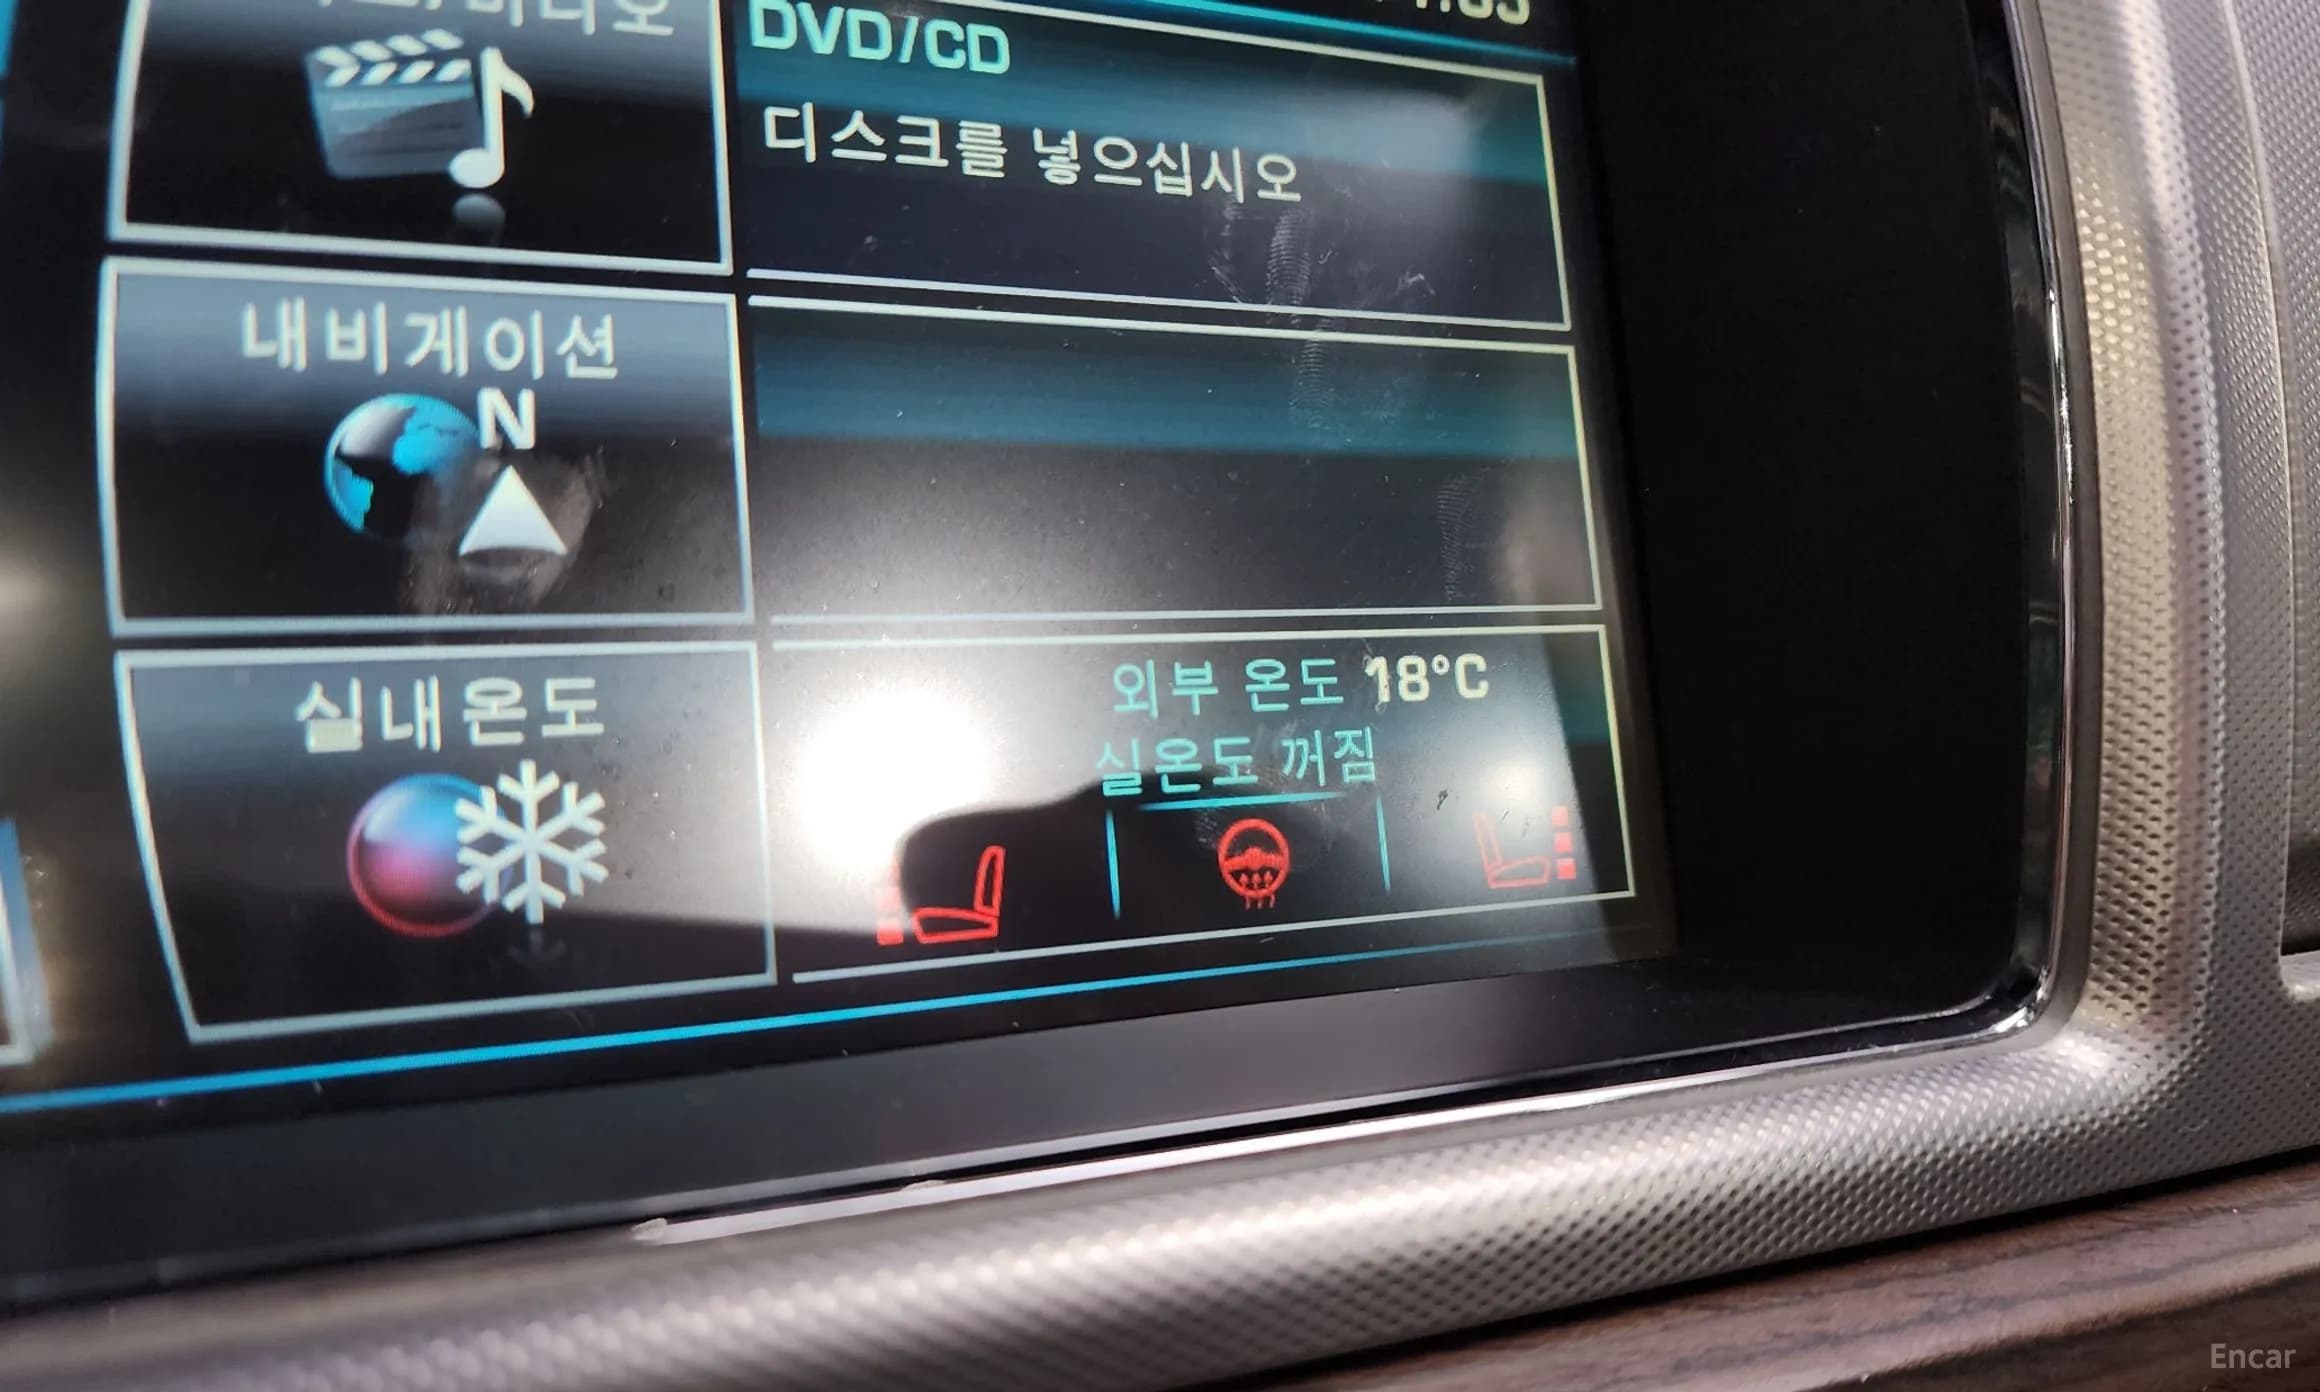 DVD/CD
디스크를 넣으십시오
내비게이션
N
실내온도
외부 온도 18°C
실온도 꺼짐
Encar